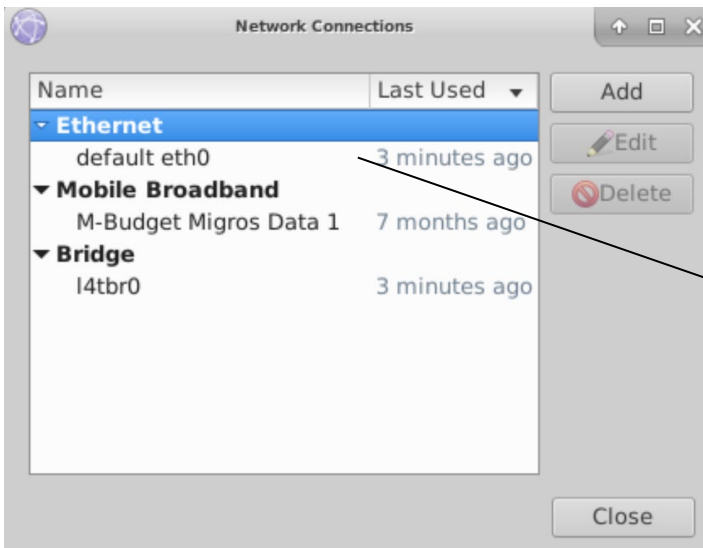 Network Connections
Name Last Used
Add
Ethernet
Edit
default eth0 3 minutes ago
Mobile Broadband
Delete
M-Budget Migros Data 1 7 months ago
Bridge
l4tbr0 3 minutes ago
Close